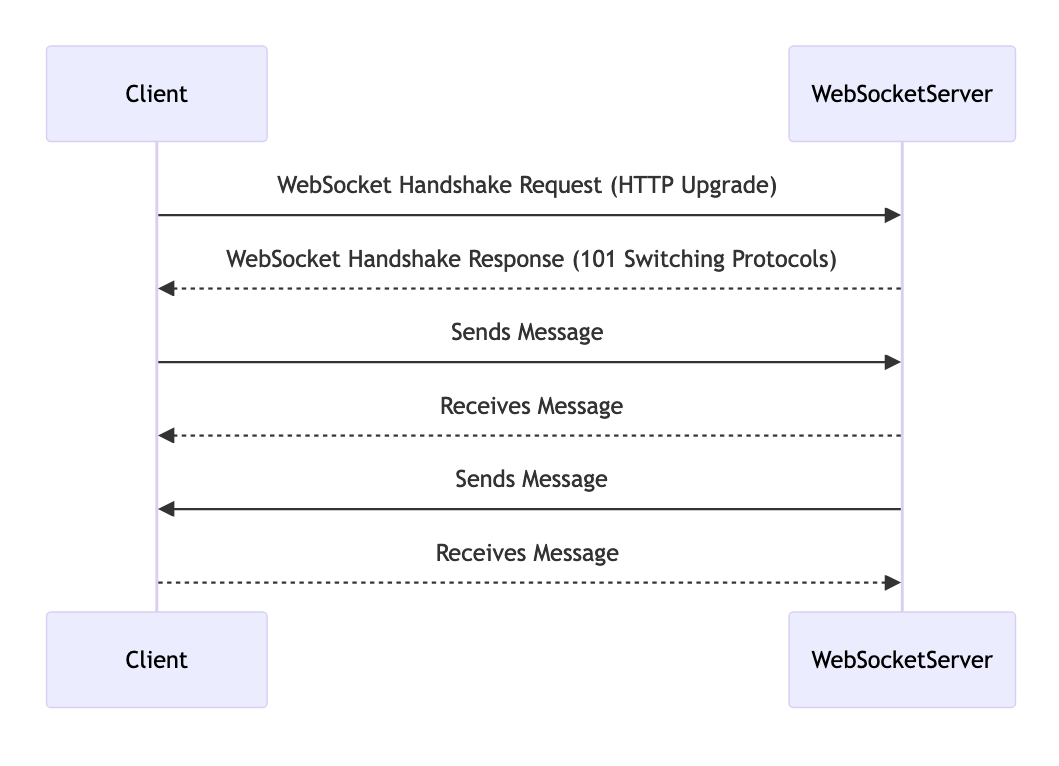 Client
WebSocketServer
WebSocket Handshake Request (HTTP Upgrade)
WebSocket Handshake Response (101 Switching Protocols)
Sends Message
Receives Message
Sends Message
Receives Message
Client
WebSocketServer